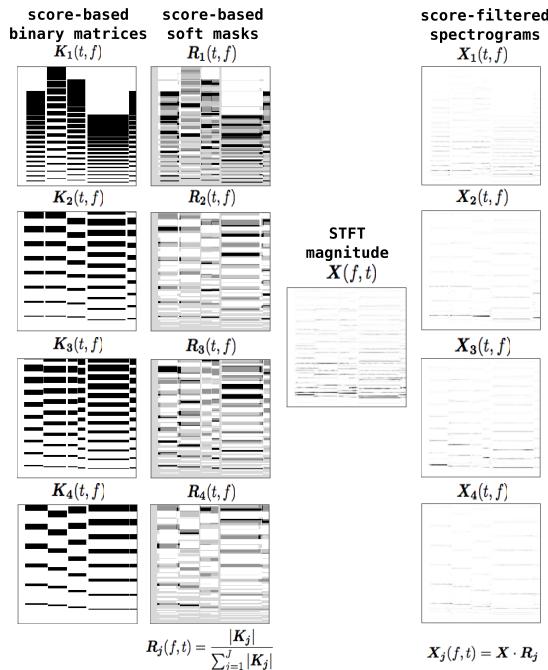 score-based
binary matrices
K₁(t, f)
score-based
soft masks
R₁(t, f)
score-filtered
spectrograms
X₁(t, f)
K₂(t, f)
R₂(t, f)
X₂(t, f)
STFT
magnitude
X(f, t)
K₃(t, f)
R₃(t, f)
X₃(t, f)
K₄(t, f)
R₄(t, f)
X₄(t, f)
Rⱼ(f, t) = |Kⱼ| / ∑ⱼ₌₁ᴶ |Kⱼ|
Xⱼ(f, t) = X · Rⱼ